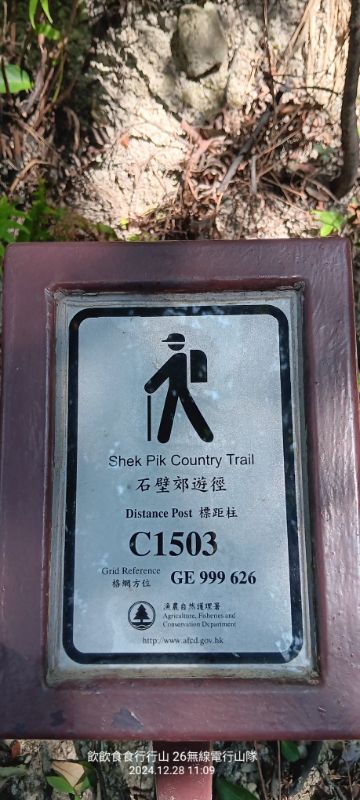 Shek Pik Country Trail
石壁郊遊徑
Distance Post 標距柱
C1503
Grid Reference
格網方位 GE 999 626
漁農自然護理署
Agriculture, Fisheries and
Conservation Department
http://www.afcd.gov.hk
飲飲食食行行山 26無線電行山隊
2024.12.28 11:09